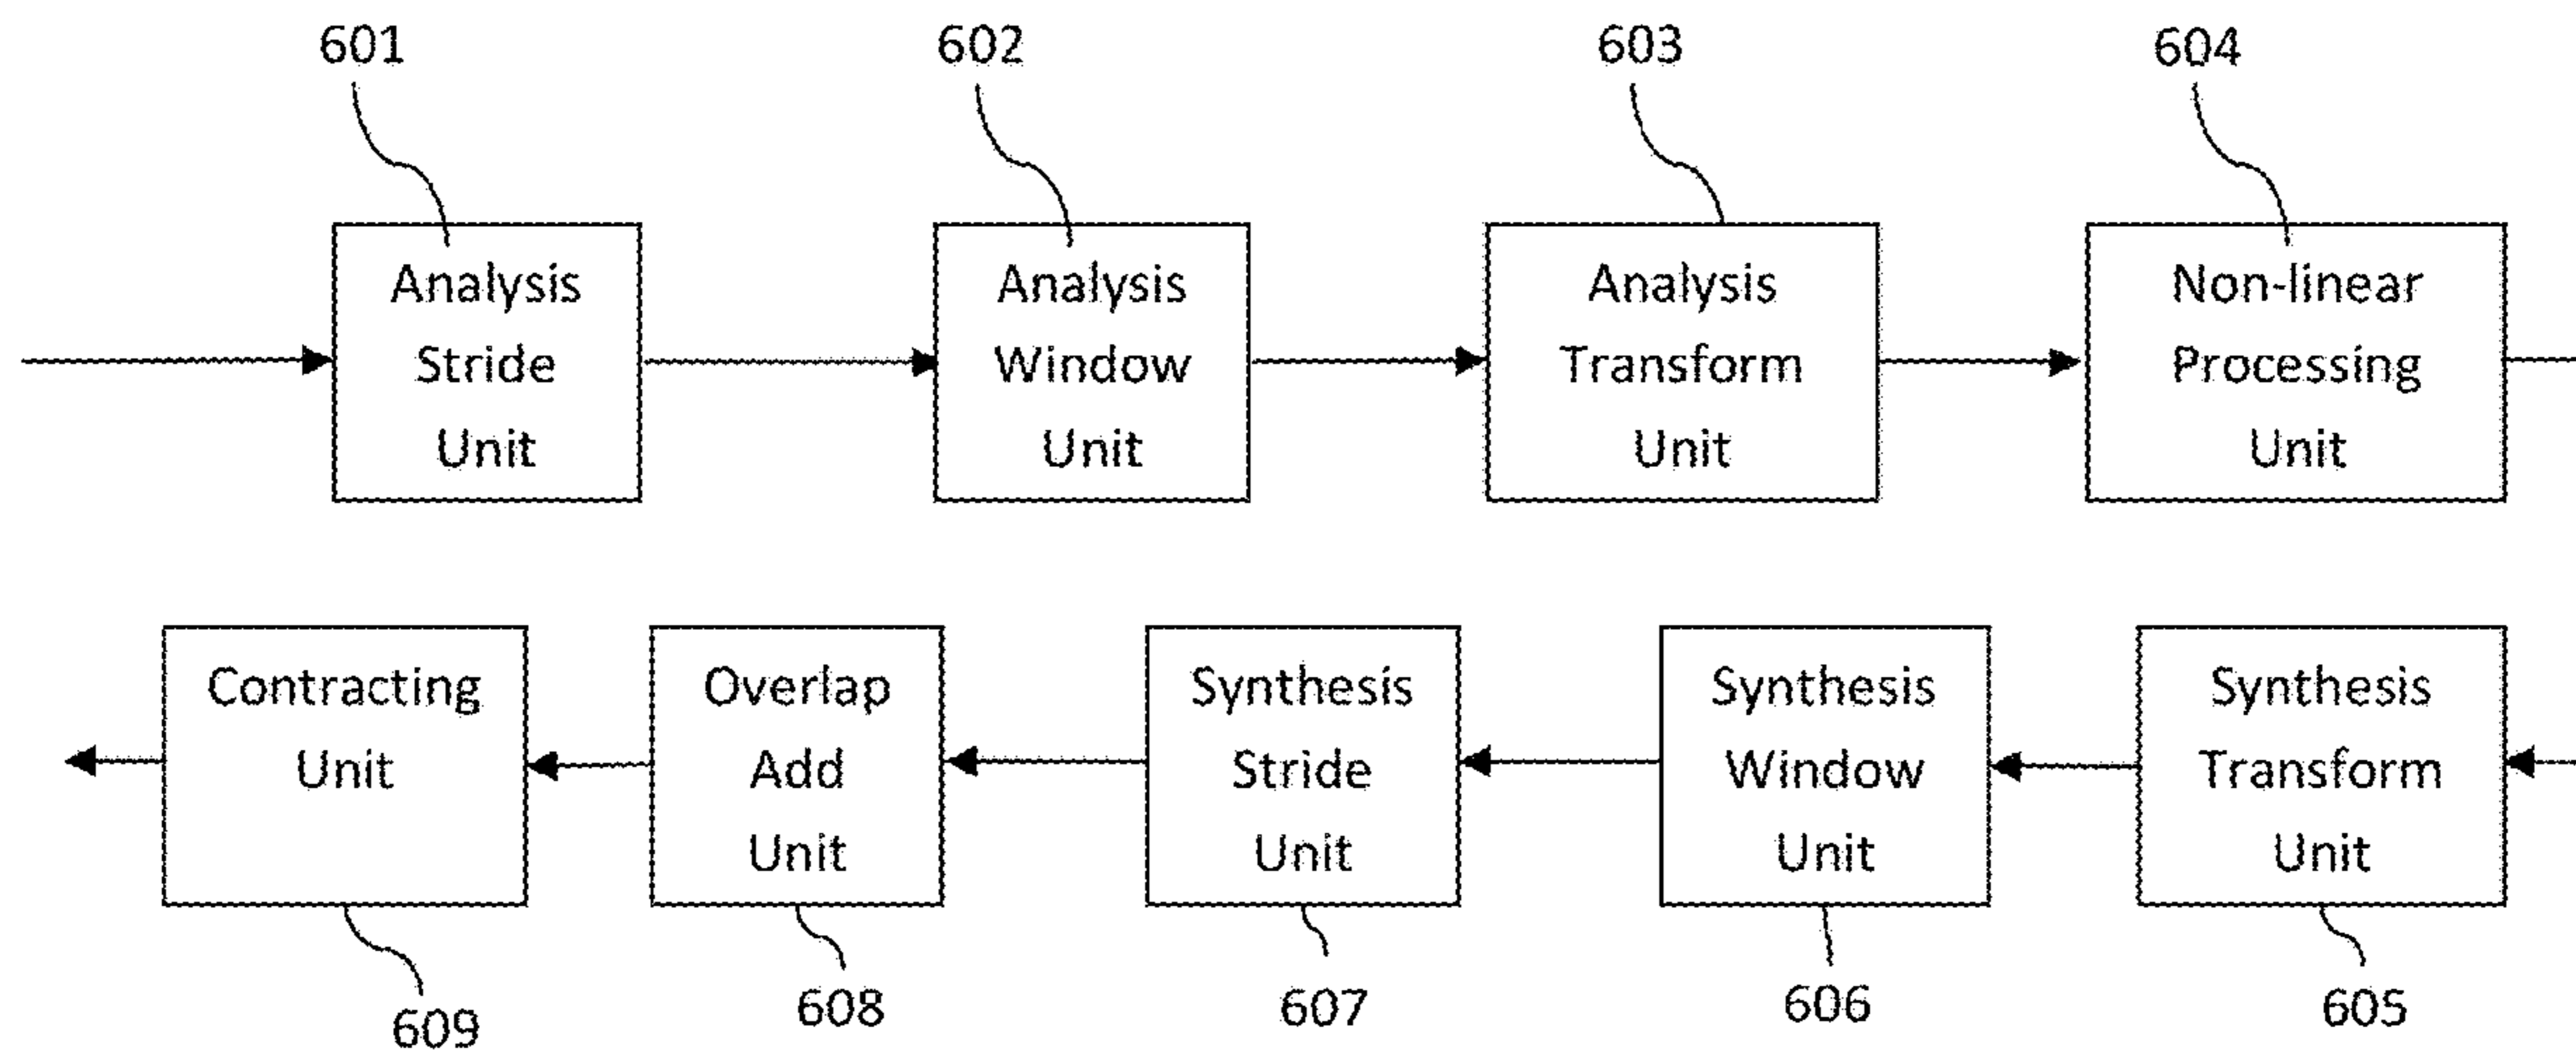 601
602
603
604
Analysis
Stride
Unit
Analysis
Window
Unit
Analysis
Transform
Unit
Non-linear
Processing
Unit
Contracting
Unit
Overlap
Add
Unit
Synthesis
Stride
Unit
Synthesis
Window
Unit
Synthesis
Transform
Unit
609
608
607
606
605